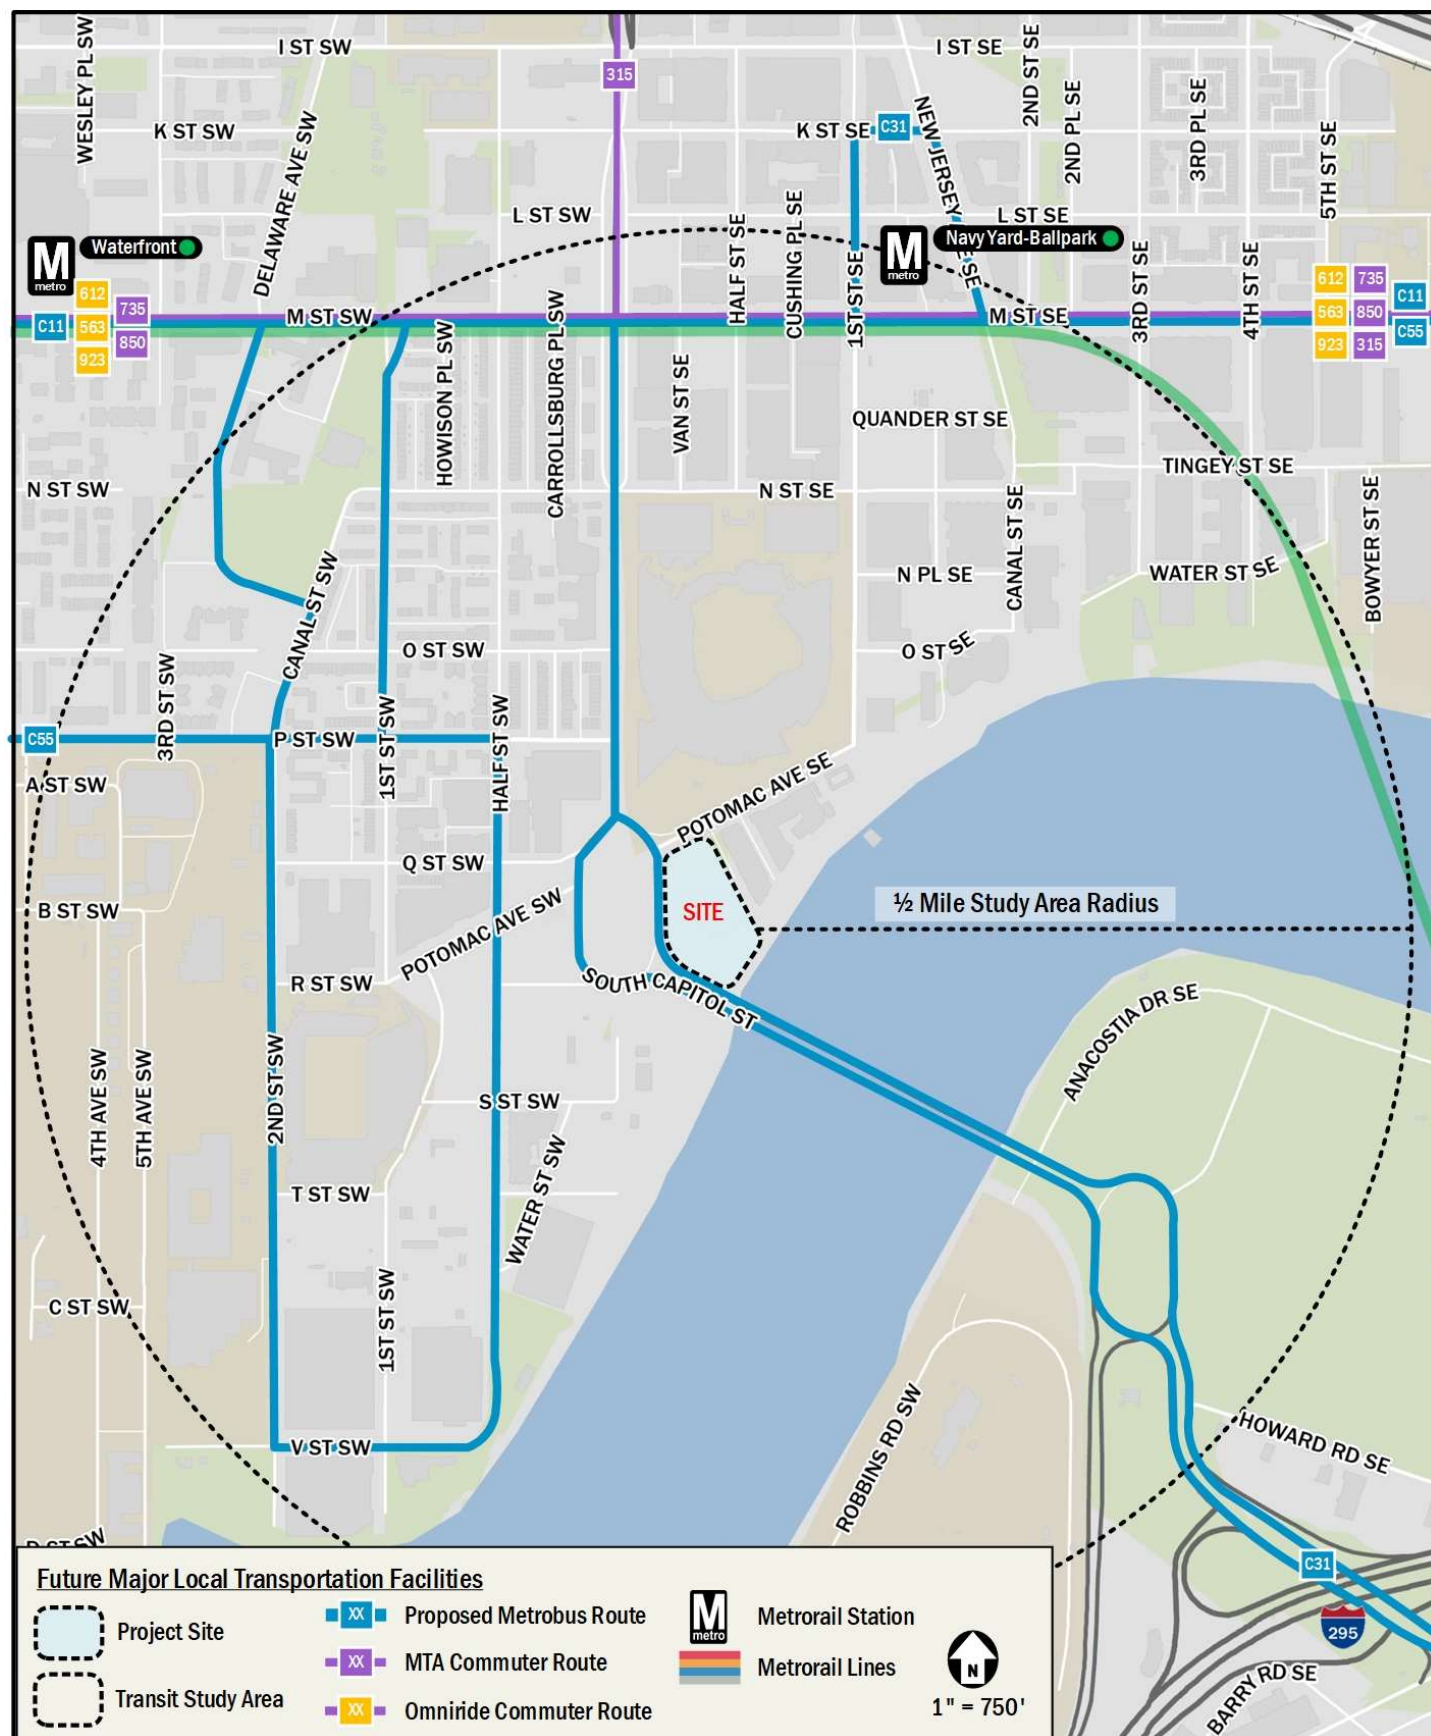 WESLEY PL SW
I ST SW
I ST SE
2ND ST SE
315
K ST SW
K ST SE
C31
NEW JERSEY
E SE
2ND PL SE
3RD PL SE
5TH ST SE
DELAWARE AVE SW
L ST SW
L ST SE
M
metro
Waterfront
M
metro
Navy Yard-Ballpark
HALF ST SE
CUSHING PL SE
1ST ST SE
3RD ST SE
4TH ST SE
612
735
C11
563
850
923
M ST SW
M ST SE
612
735
C11
563
850
C55
923
315
HOWISON PL SW
CARROLLSBURG PL SW
VAN ST SE
QUANDER ST SE
TINGEY ST SE
N ST SW
N ST SE
CANAL ST SE
BOWYER ST SE
CANAL ST SW
N PL SE
WATER ST SE
O ST SW
O ST SE
3RD ST SW
1ST ST SW
HALF ST SW
C55
P ST SW
A ST SW
POTOMAC AVE SE
Q ST SW
B ST SW
POTOMAC AVE SW
SITE
½ Mile Study Area Radius
R ST SW
SOUTH CAPITOL ST
ANACOSTIA DR SE
4TH AVE SW
5TH AVE SW
2ND ST SW
S ST SW
WATER ST SW
T ST SW
C ST SW
1ST ST SW
V ST SW
ROBBINS RD SW
HOWARD RD SE
D ST SW
C31
295
BARRY RD SE
Future Major Local Transportation Facilities
Project Site
Transit Study Area
XX Proposed Metrobus Route
XX MTA Commuter Route
XX Omniride Commuter Route
M
metro
Metrorail Station
Metrorail Lines
N
1" = 750'